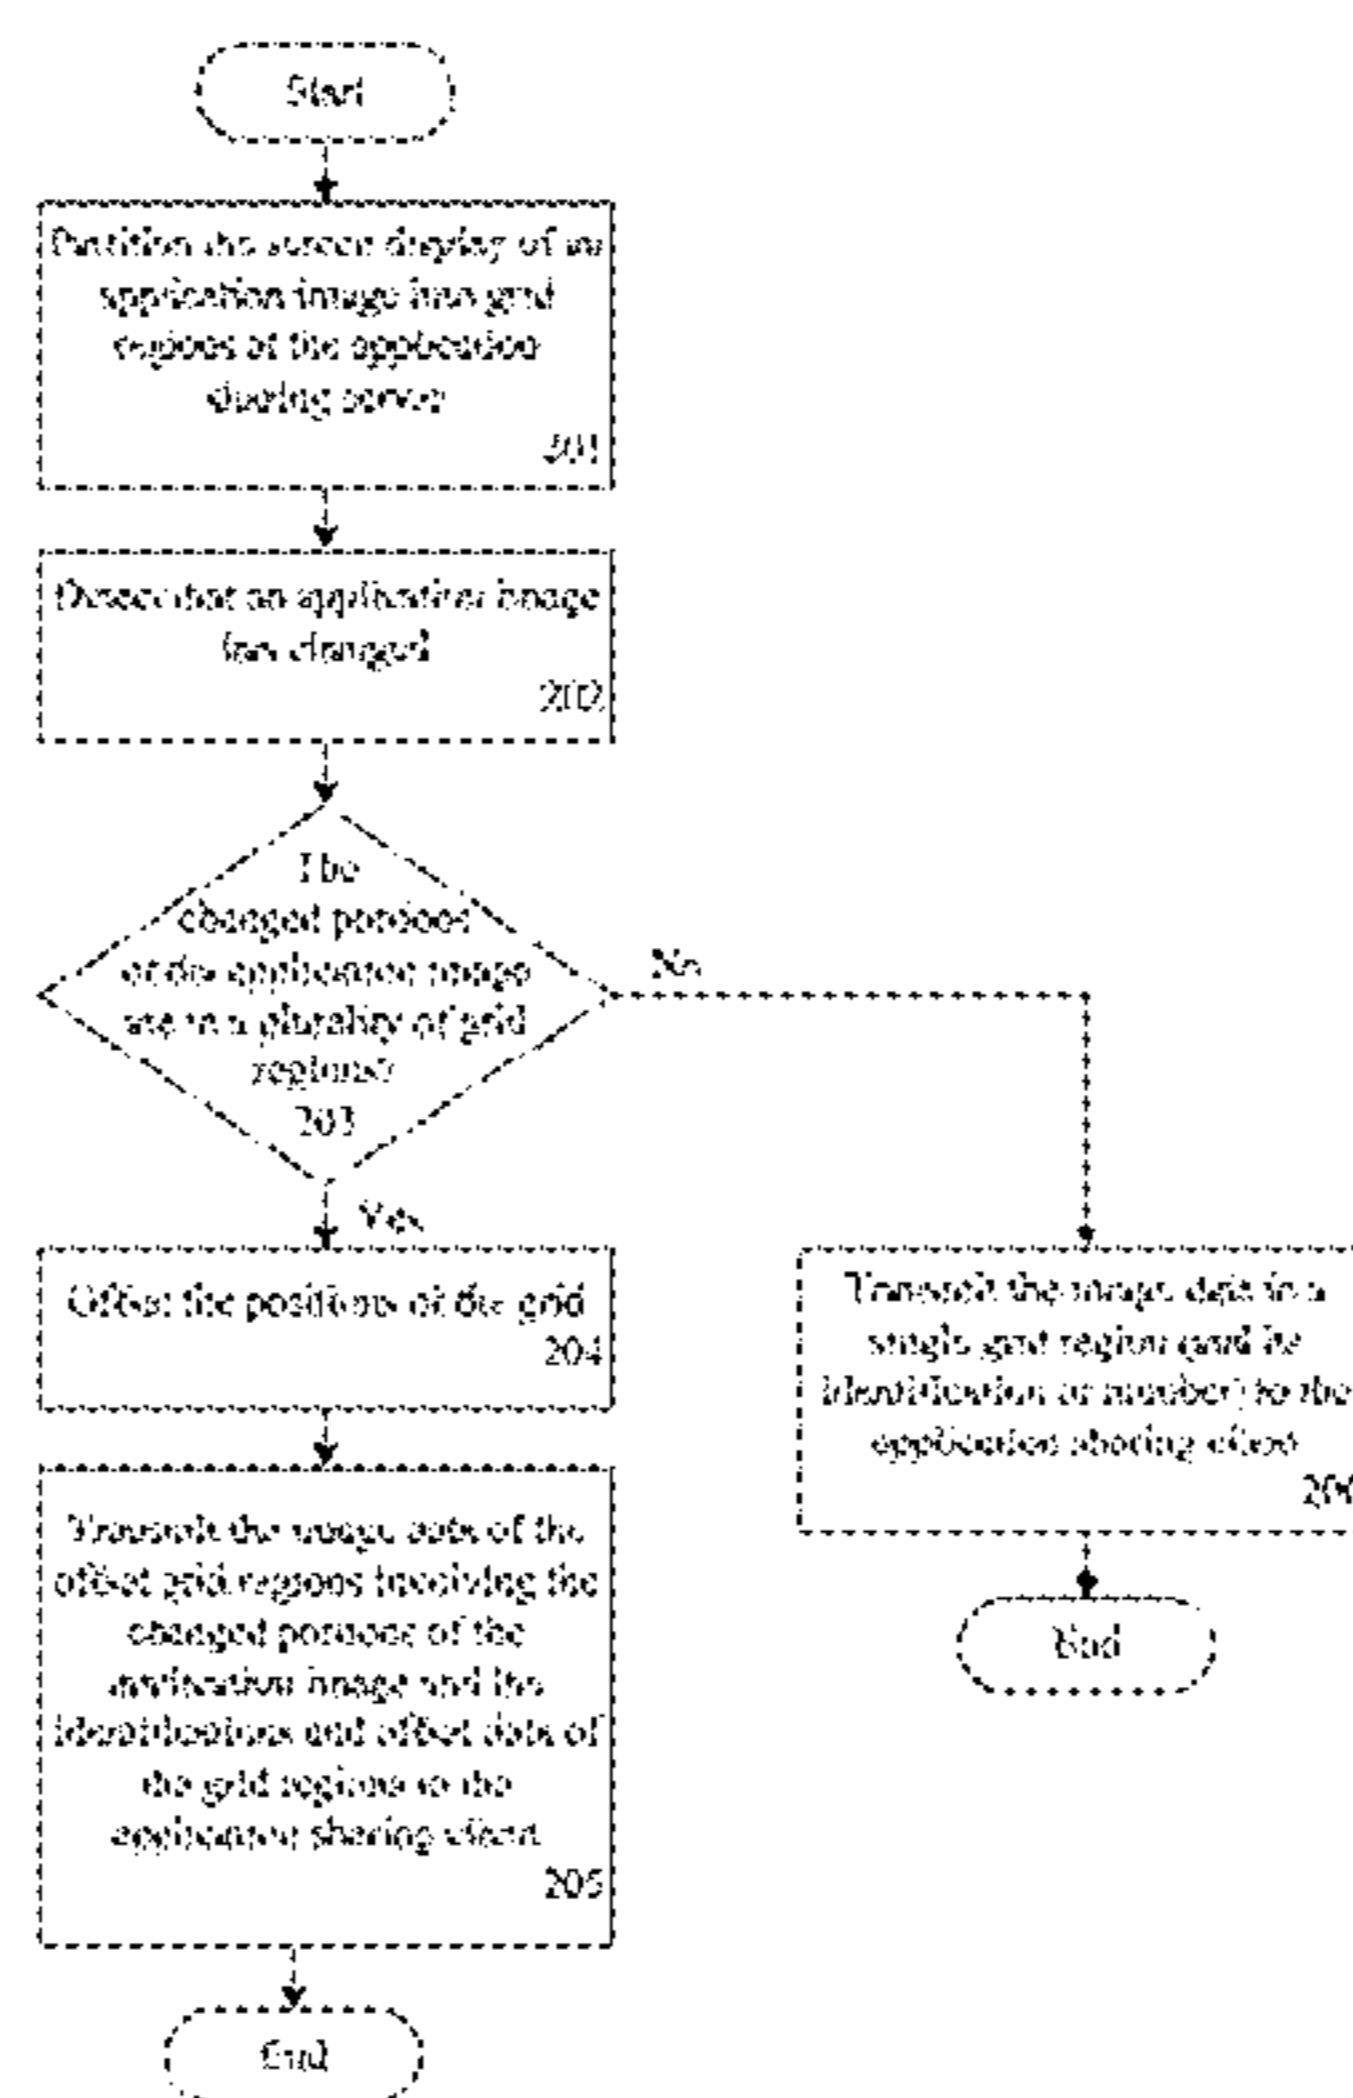 Start
Partition the screen display of an
application image into grid
regions at the application
sharing server
201
Detect that an application image
has changed
202
The
changed portions
of the application image
are in a plurality of grid
regions?
203
No
Yes
Offset the positions of the grid
204
Transmit the image data in a
single grid region (and its
identification or number) to the
application sharing client
Transmit the image data of the
offset grid regions involving the
changed portions of the
application image and the
identifications and offset data of
the grid regions to the
application sharing client
205
End
End